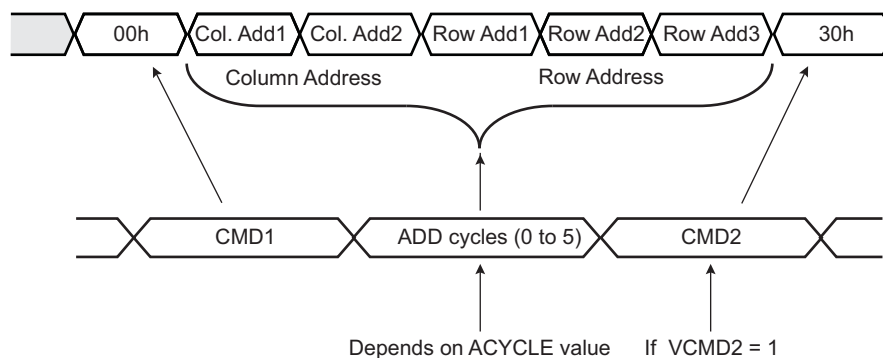 00h Col. Add1 Col. Add2 Row Add1 Row Add2 Row Add3 30h
Column Address Row Address
CMD1 ADD cycles (0 to 5) CMD2
Depends on ACYCLE value If VCMD2 = 1